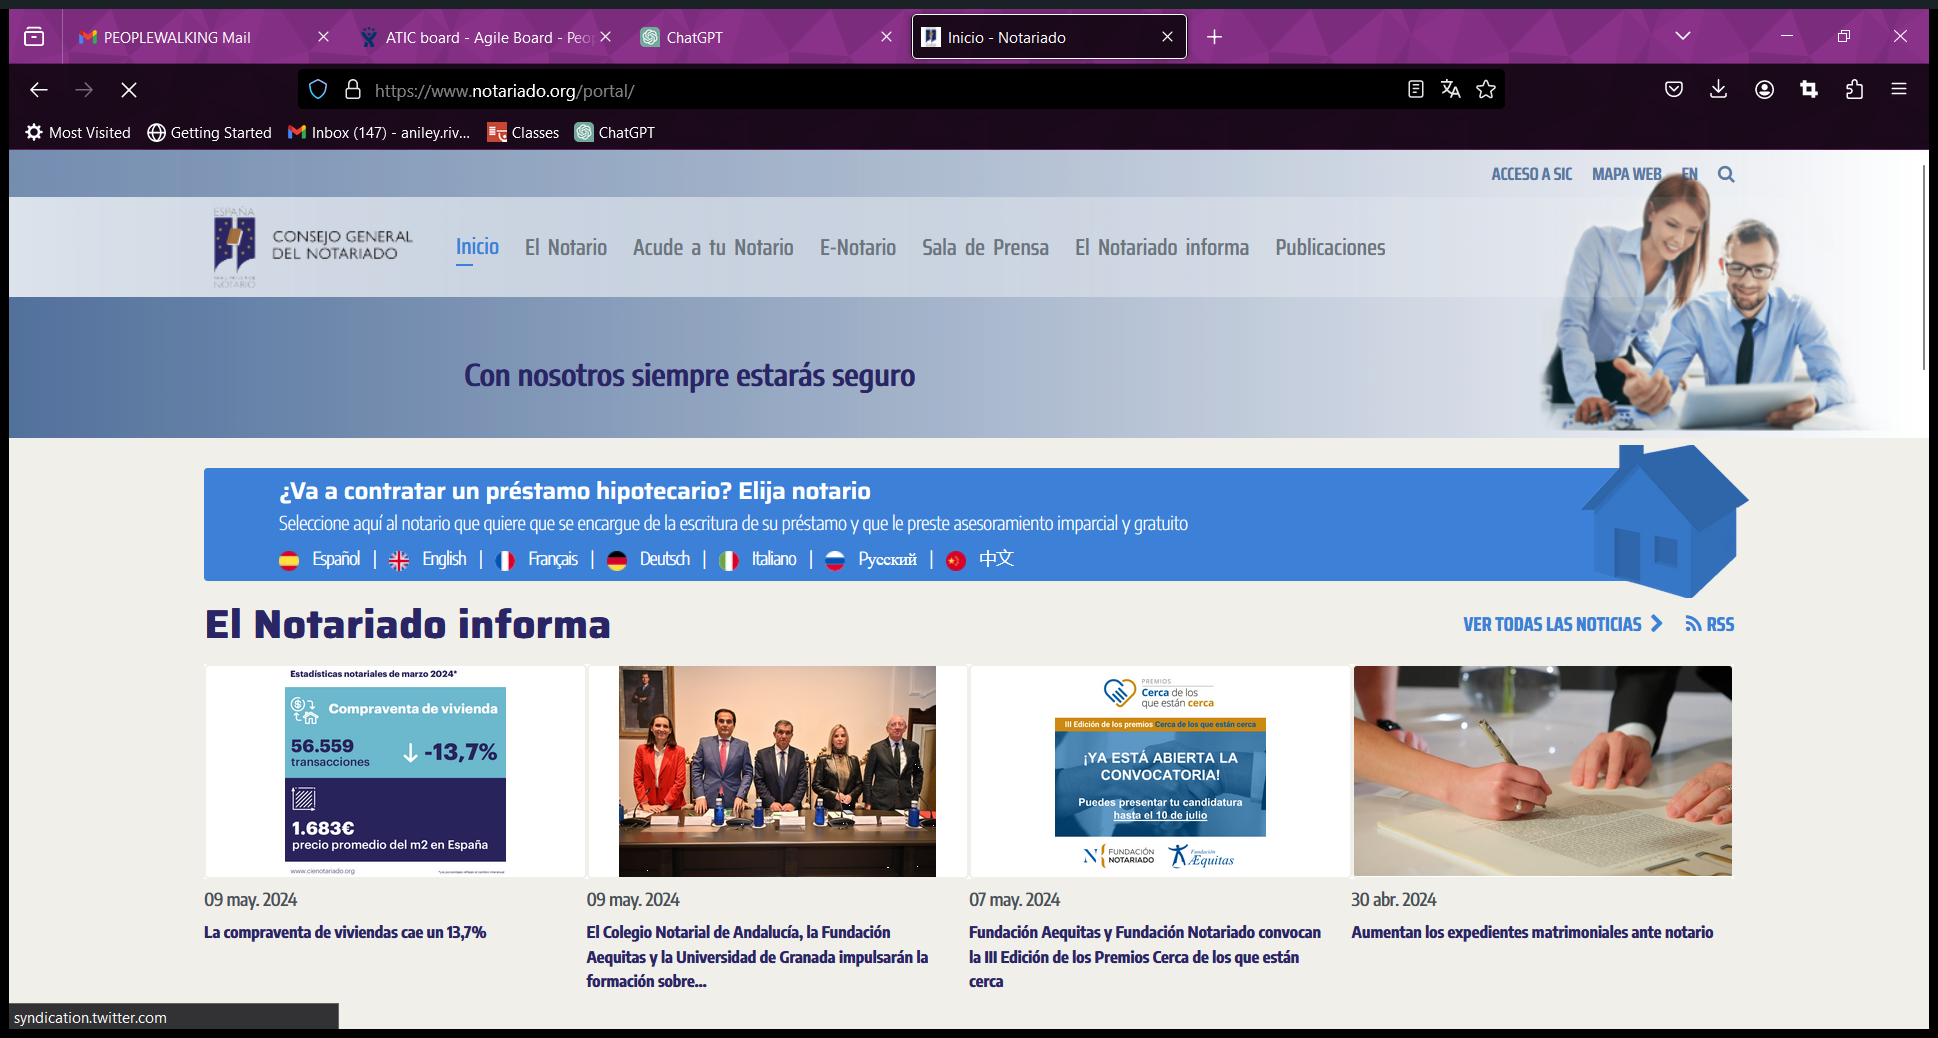 PEOPLEWALKING Mail
ATIC board - Agile Board - Peo
ChatGPT
Inicio - Notariado
https://www.notariado.org/portal/
Most Visited
Getting Started
Inbox (147) - aniley.riv...
Classes
ChatGPT
ACCESO A SIC
MAPA WEB
EN
ESPAÑA
CONSEJO GENERAL
DEL NOTARIADO
NOTARIO
Inicio
El Notario
Acude a tu Notario
E-Notario
Sala de Prensa
El Notariado informa
Publicaciones
Con nosotros siempre estarás seguro
¿Va a contratar un préstamo hipotecario? Elija notario
Seleccione aquí al notario que quiere que se encargue de la escritura de su préstamo y que le preste asesoramiento imparcial y gratuito
Español | English | Français | Deutsch | Italiano | Русский | 中文
El Notariado informa
VER TODAS LAS NOTICIAS
RSS
Estadísticas notariales de marzo 2024*
Compraventa de vivienda
56.559
transacciones
-13,7%
1.683€
precio promedio del m2 en España
www.cienotariado.org
09 may. 2024
La compraventa de viviendas cae un 13,7%
09 may. 2024
El Colegio Notarial de Andalucía, la Fundación
Aequitas y la Universidad de Granada impulsarán la
formación sobre...
PREMIOS
Cerca de los
que están cerca
III Edición de los premios Cerca de los que están cerca
¡YA ESTÁ ABIERTA LA
CONVOCATORIA!
Puedes presentar tu candidatura
hasta el 10 de julio
FUNDACIÓN
NOTARIADO
Fundación
Æquitas
07 may. 2024
Fundación Aequitas y Fundación Notariado convocan
la III Edición de los Premios Cerca de los que están
cerca
30 abr. 2024
Aumentan los expedientes matrimoniales ante notario
syndication.twitter.com